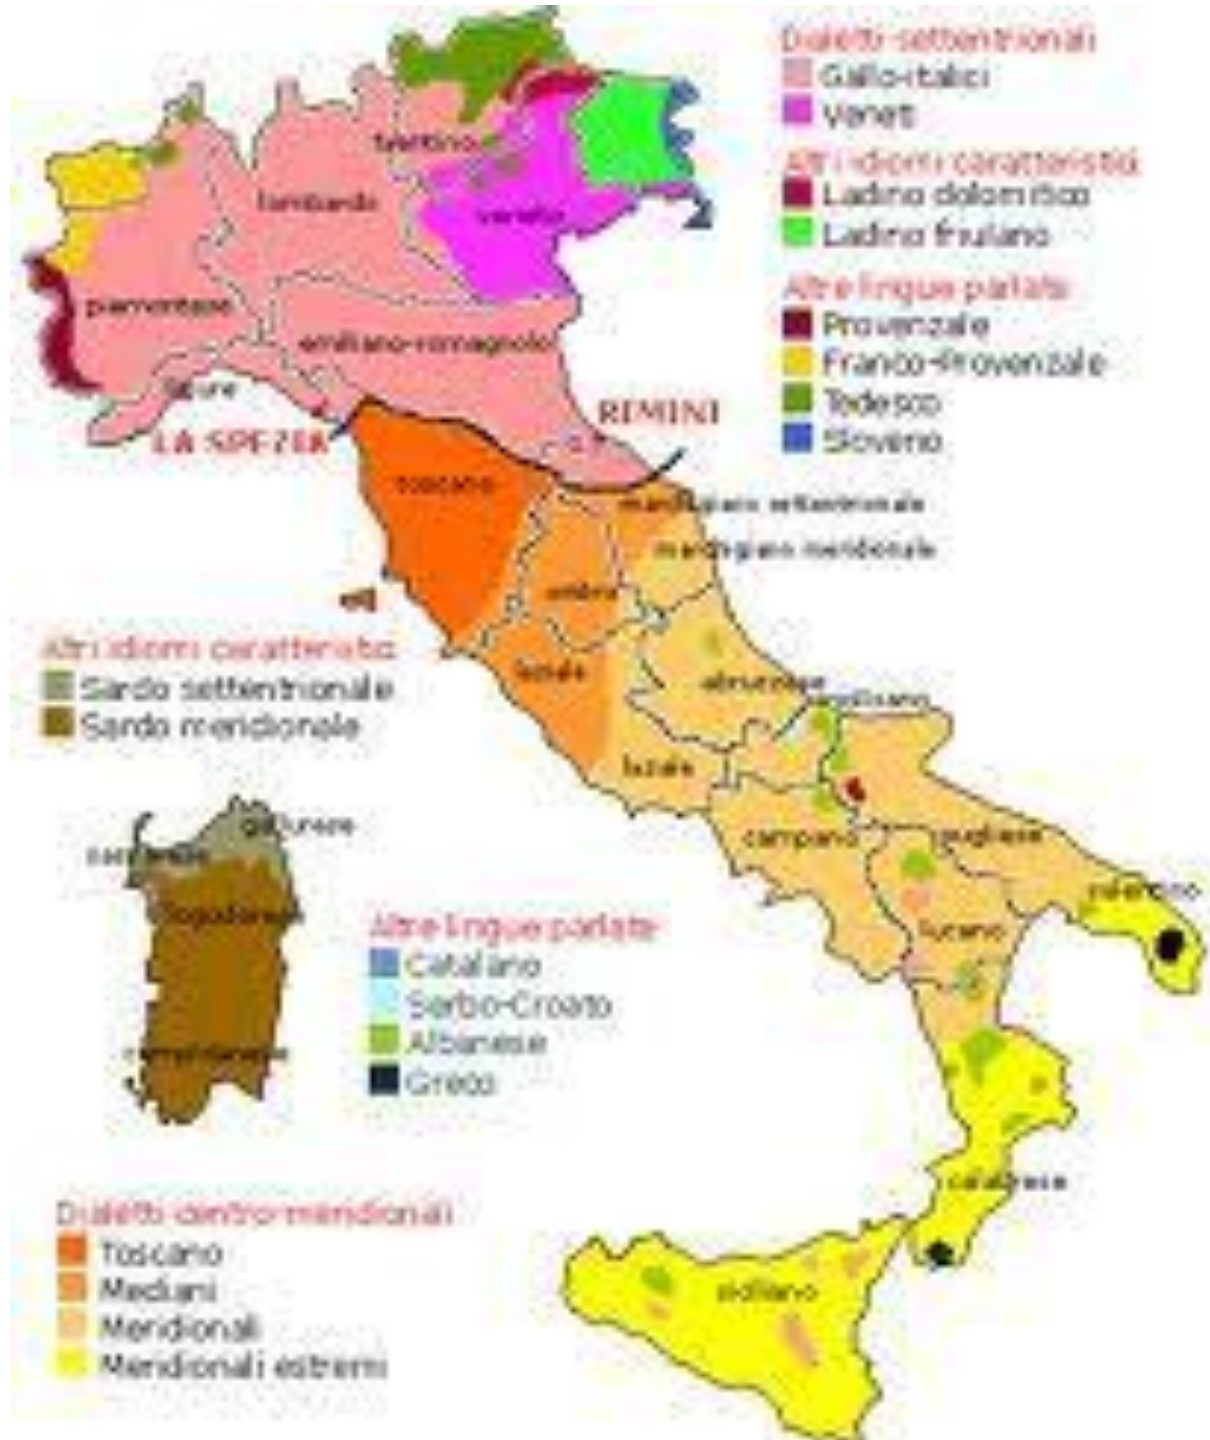 Dialetti settentrionali
Gallo-italici
Veneti
Altri idiomi caratteristici
Ladino dolomitico
Ladino friulano
Altre lingue parlate
Provenzale
Franco-Provenzale
Tedesco
Sloveno
trentino
lombardo
veneto
piemontese
emiliano-romagnolo
ligure
RIMINI
LA SPEZIA
toscano
marchigiano settentrionale
marchigiano meridionale
umbro
laziale
abruzzese
molisano
laziale
campano
pugliese
salentino
lucano
calabrese
siciliano
Altri idiomi caratteristici
Sardo settentrionale
Sardo meridionale
gallurese
sassarese
logudorese
campidanese
Altre lingue parlate
Catalano
Serbo-Croato
Albanese
Greco
Dialetti centro-meridionali
Toscano
Mediani
Meridionali
Meridionali estremi